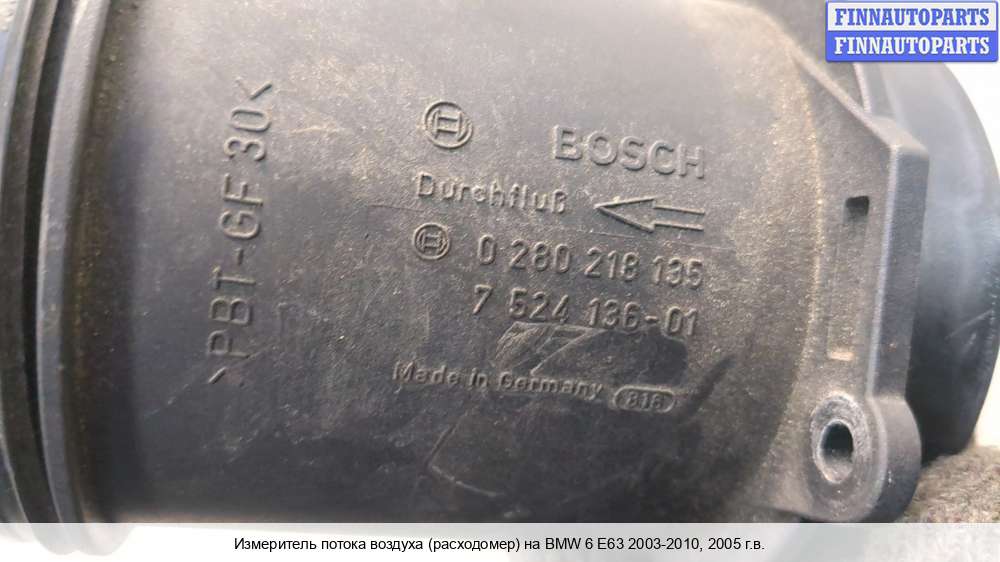 FINNAUTOPARTS
FINNAUTOPARTS
>PBT-GF 30<
BOSCH
Durchfluß
0 280 218 135
7 524 136-01
Made in Germany 816
Измеритель потока воздуха (расходомер) на BMW 6 E63 2003-2010, 2005 г.в.